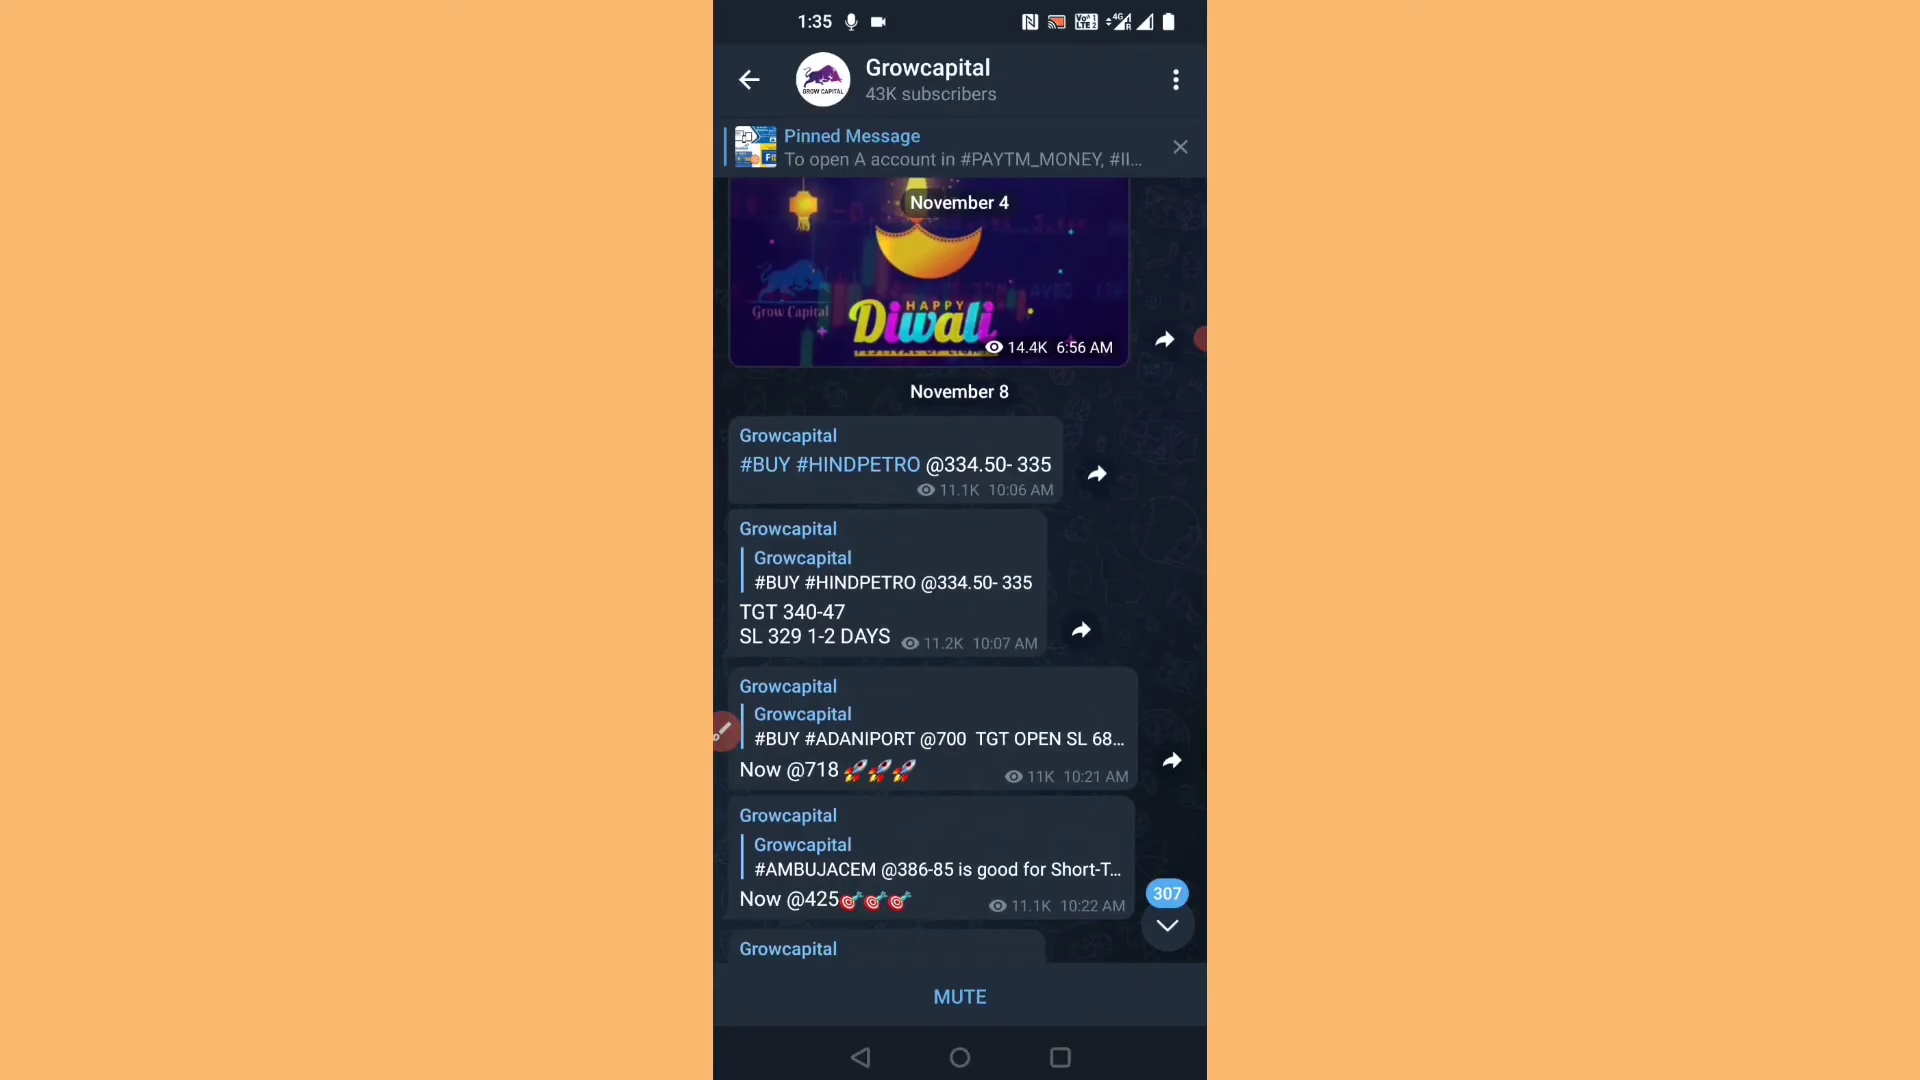 1:35
Growcapital
43K subscribers
GROW CAPITAL
Pinned Message
To open A account in #PAYTM_MONEY, #II...
November 4
Grow Capital
HAPPY
Diwali
14.4K 6:56 AM
November 8
Growcapital
#BUY #HINDPETRO @334.50- 335
11.1K 10:06 AM
Growcapital
Growcapital
#BUY #HINDPETRO @334.50- 335
TGT 340-47
SL 329 1-2 DAYS 11.2K 10:07 AM
Growcapital
Growcapital
#BUY #ADANIPORT @700 TGT OPEN SL 68...
Now @718 🚀🚀🚀 11K 10:21 AM
Growcapital
Growcapital
#AMBUJACEM @386-85 is good for Short-T...
Now @425🎯🎯🎯 11.1K 10:22 AM
307
Growcapital
MUTE